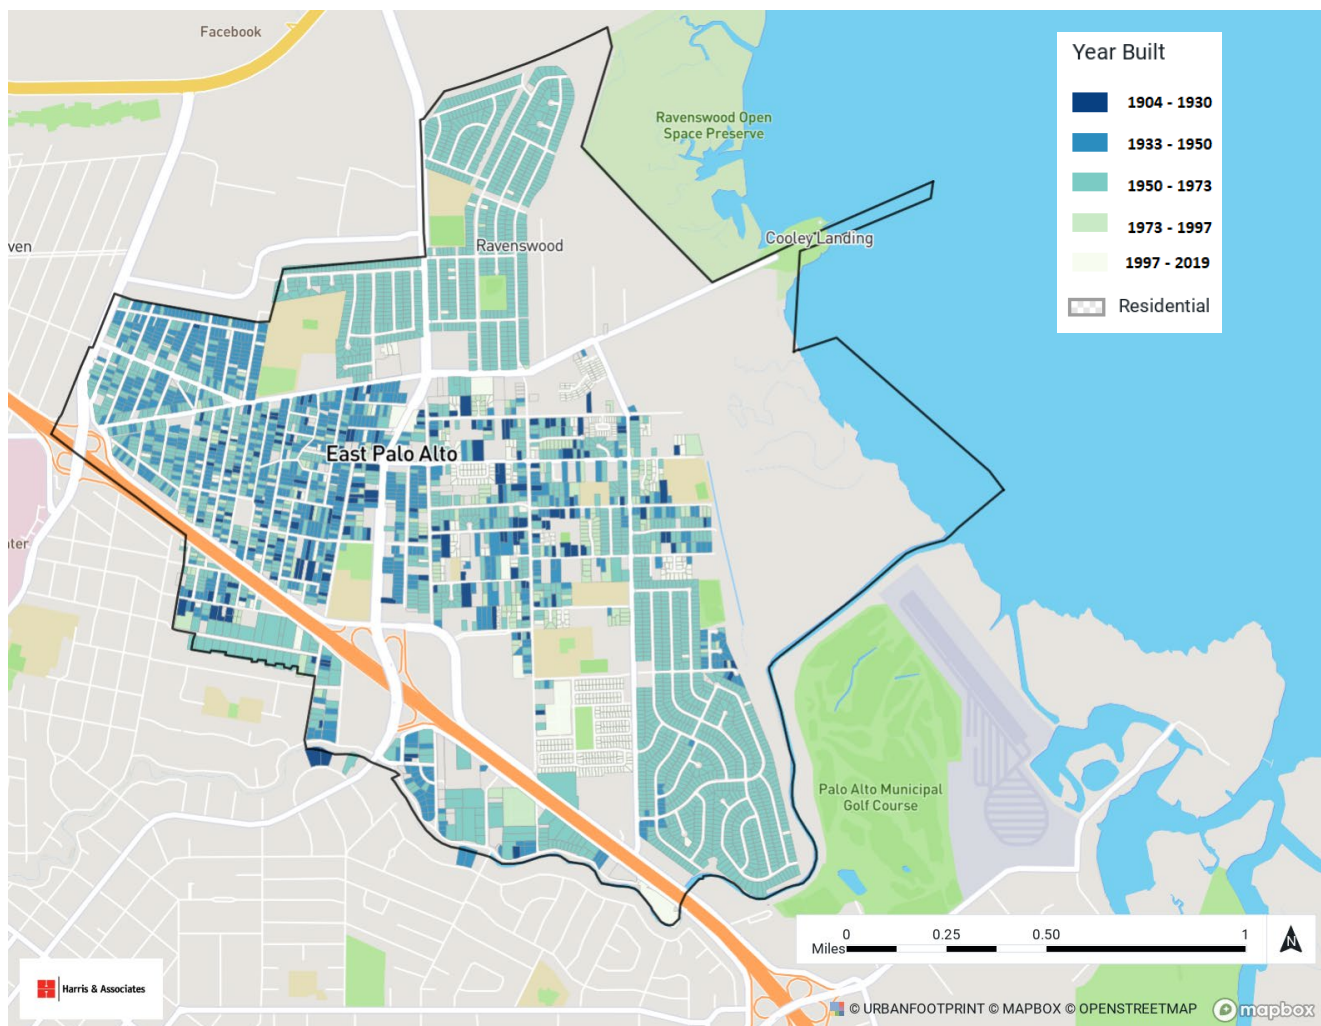 Facebook
Year Built
1904 - 1930
1933 - 1950
1950 - 1973
1973 - 1997
1997 - 2019
Residential
Ravenswood Open
Space Preserve
Cooley Landing
Ravenswood
ven
East Palo Alto
ter
Palo Alto Municipal
Golf Course
0 0.25 0.50 1
Miles
N
Harris & Associates
© URBANFOOTPRINT © MAPBOX © OPENSTREETMAP
mapbox